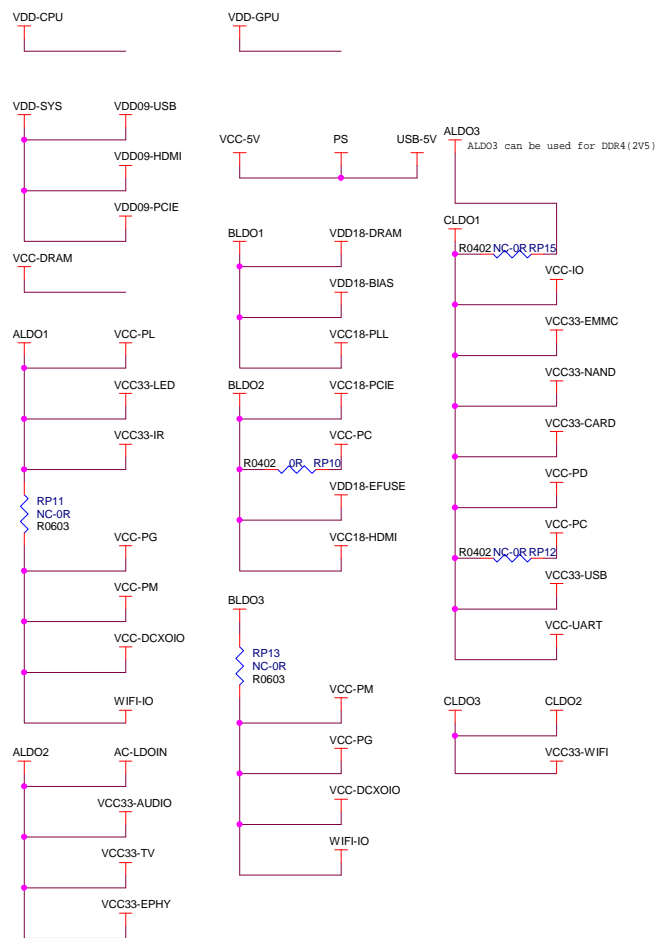 VDD-CPU
VDD-GPU
VDD-SYS
VDD09-USB
VDD09-HDMI
VDD09-PCIE
VCC-DRAM
VCC-5V
PS
USB-5V
ALDO3
ALDO3 can be used for DDR4(2V5)
ALDO1
VCC-PL
VCC33-LED
VCC33-IR
RP11
NC-0R
R0603
VCC-PG
VCC-PM
VCC-DCXOIO
WIFI-IO
ALDO2
AC-LDOIN
VCC33-AUDIO
VCC33-TV
VCC33-EPHY
BLDO1
VDD18-DRAM
VDD18-BIAS
VCC18-PLL
BLDO2
VCC18-PCIE
VCC-PC
R0402 0R RP10
VDD18-EFUSE
VCC18-HDMI
BLDO3
RP13
NC-0R
R0603
VCC-PM
VCC-PG
VCC-DCXOIO
WIFI-IO
CLDO1
R0402 NC-0R RP15
VCC-IO
VCC33-EMMC
VCC33-NAND
VCC33-CARD
VCC-PD
VCC-PC
R0402 NC-0R RP12
VCC33-USB
VCC-UART
CLDO3
CLDO2
VCC33-WIFI